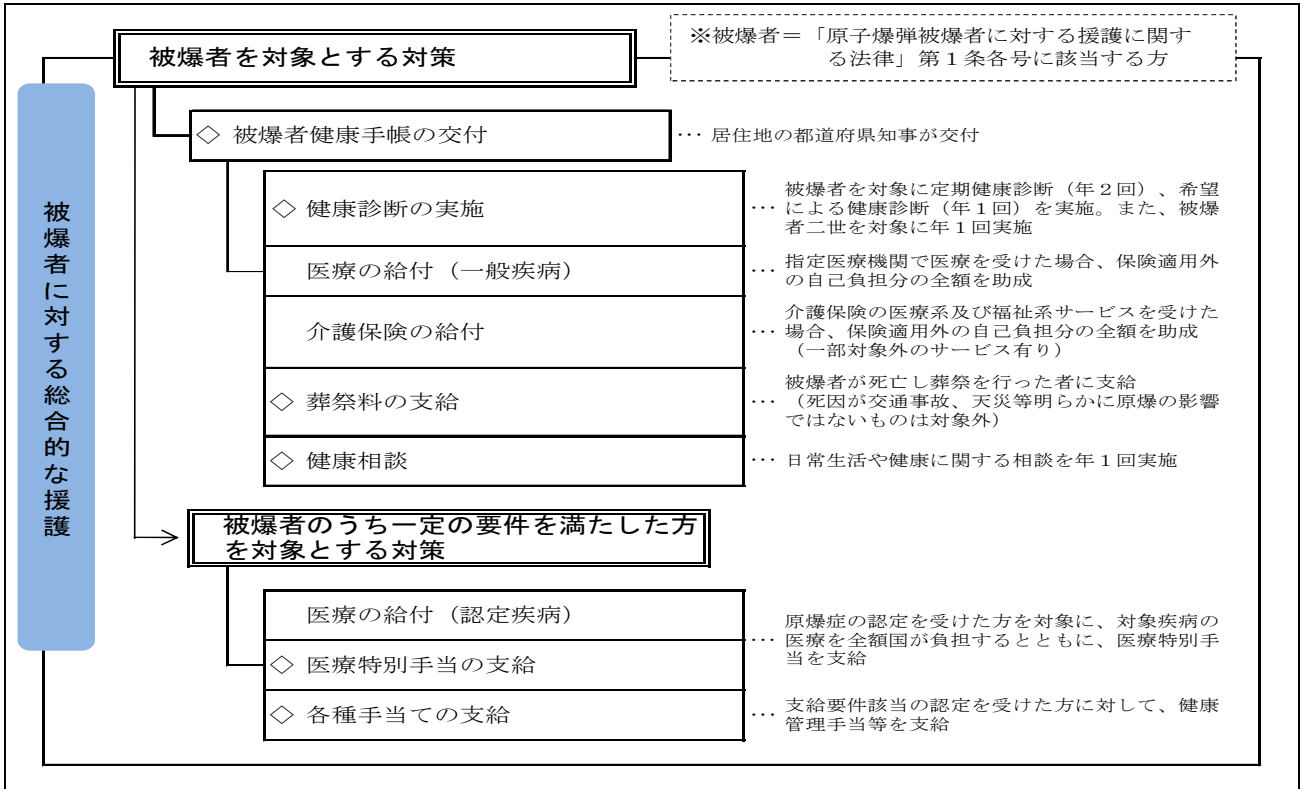 被爆者に対する総合的な援護
被爆者を対象とする対策
※被爆者＝「原子爆弾被爆者に対する援護に関す
る法律」第１条各号に該当する方
◇ 被爆者健康手帳の交付
… 居住地の都道府県知事が交付
◇ 健康診断の実施
被爆者を対象に定期健康診断（年２回）、希望
… による健康診断（年１回）を実施。また、被爆
者二世を対象に年１回実施
医療の給付（一般疾病）
… 指定医療機関で医療を受けた場合、保険適用外
の自己負担分の全額を助成
介護保険の給付
介護保険の医療系及び福祉系サービスを受けた
… 場合、保険適用外の自己負担分の全額を助成
（一部対象外のサービス有り）
◇ 葬祭料の支給
被爆者が死亡し葬祭を行った者に支給
… （死因が交通事故、天災等明らかに原爆の影響
ではないものは対象外）
◇ 健康相談
… 日常生活や健康に関する相談を年１回実施
被爆者のうち一定の要件を満たした方
を対象とする対策
医療の給付（認定疾病）
◇ 医療特別手当の支給
原爆症の認定を受けた方を対象に、対象疾病の
… 医療を全額国が負担するとともに、医療特別手
当を支給
◇ 各種手当ての支給
… 支給要件該当の認定を受けた方に対して、健康
管理手当等を支給